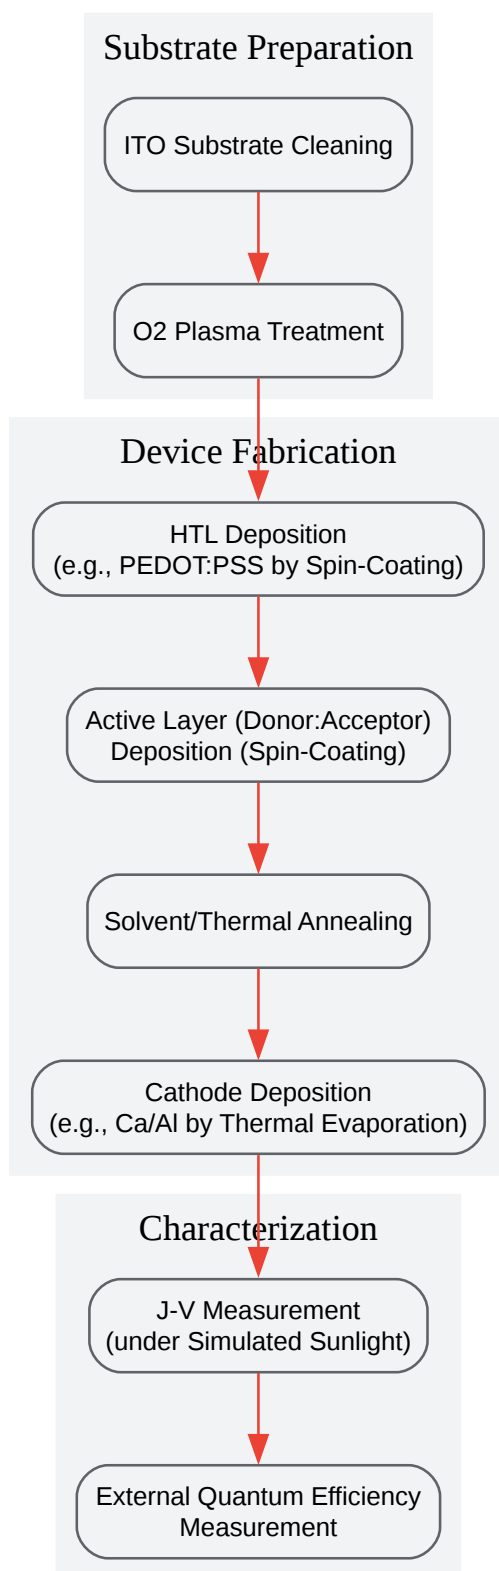 Substrate Preparation
ITO Substrate Cleaning
O2 Plasma Treatment
Device Fabrication
HTL Deposition
(e.g., PEDOT:PSS by Spin-Coating)
Active Layer (Donor:Acceptor)
Deposition (Spin-Coating)
Solvent/Thermal Annealing
Cathode Deposition
(e.g., Ca/Al by Thermal Evaporation)
Characterization
J-V Measurement
(under Simulated Sunlight)
External Quantum Efficiency
Measurement